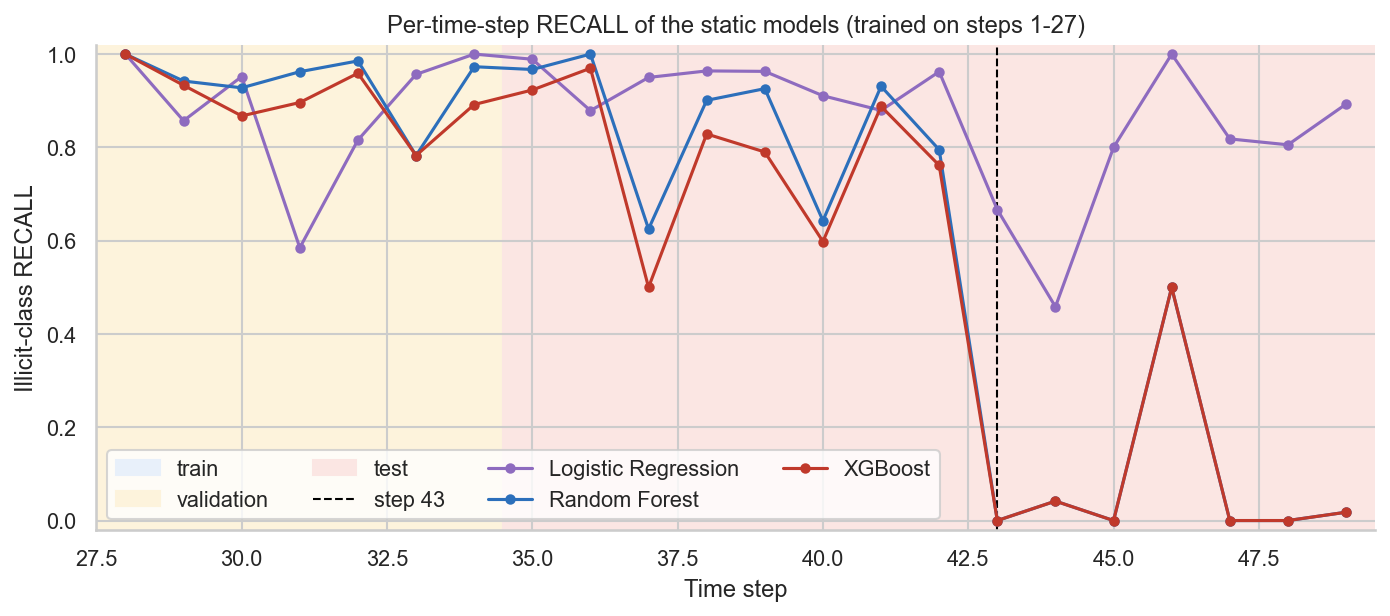 Per-time-step RECALL of the static models (trained on steps 1-27)
Illicit-class RECALL
1.0
0.8
0.6
0.4
0.2
0.0
train
validation
test
step 43
Logistic Regression
Random Forest
XGBoost
27.5 30.0 32.5 35.0 37.5 40.0 42.5 45.0 47.5
Time step